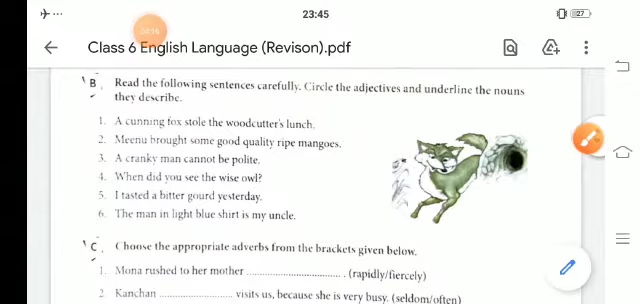 23:45
27
Class 6 English Language (Revison).pdf
B. Read the following sentences carefully. Circle the adjectives and underline the nouns
they describe.
1. A cunning fox stole the woodcutter's lunch.
2. Meenu brought some good quality ripe mangoes.
3. A cranky man cannot be polite.
4. When did you see the wise owl?
5. I tasted a bitter gourd yesterday.
6. The man in light blue shirt is my uncle.
C. Choose the appropriate adverbs from the brackets given below.
1. Mona rushed to her mother ................................ . (rapidly/fiercely)
2. Kanchan ........................ visits us, because she is very busy. (seldom/often)